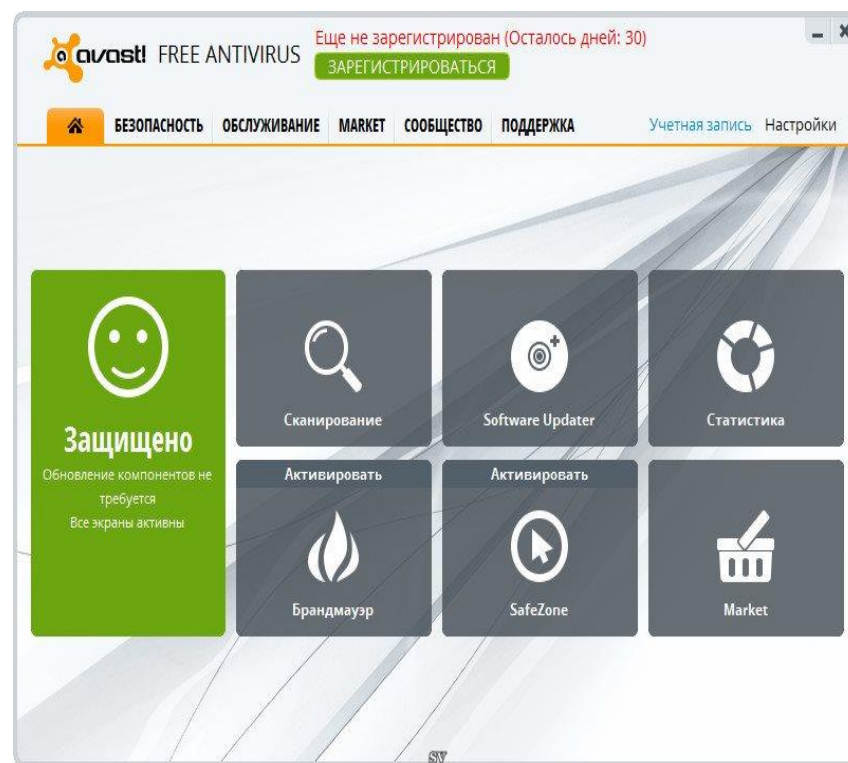 avast! FREE ANTIVIRUS
Еще не зарегистрирован (Осталось дней: 30)
ЗАРЕГИСТРИРОВАТЬСЯ
БЕЗОПАСНОСТЬ ОБСЛУЖИВАНИЕ MARKET СООБЩЕСТВО ПОДДЕРЖКА Учетная запись Настройки
Защищено
Обновление компонентов не
требуется
Все экраны активны
Сканирование
Software Updater
Статистика
Активировать
Брандмауэр
Активировать
SafeZone
Market
SV